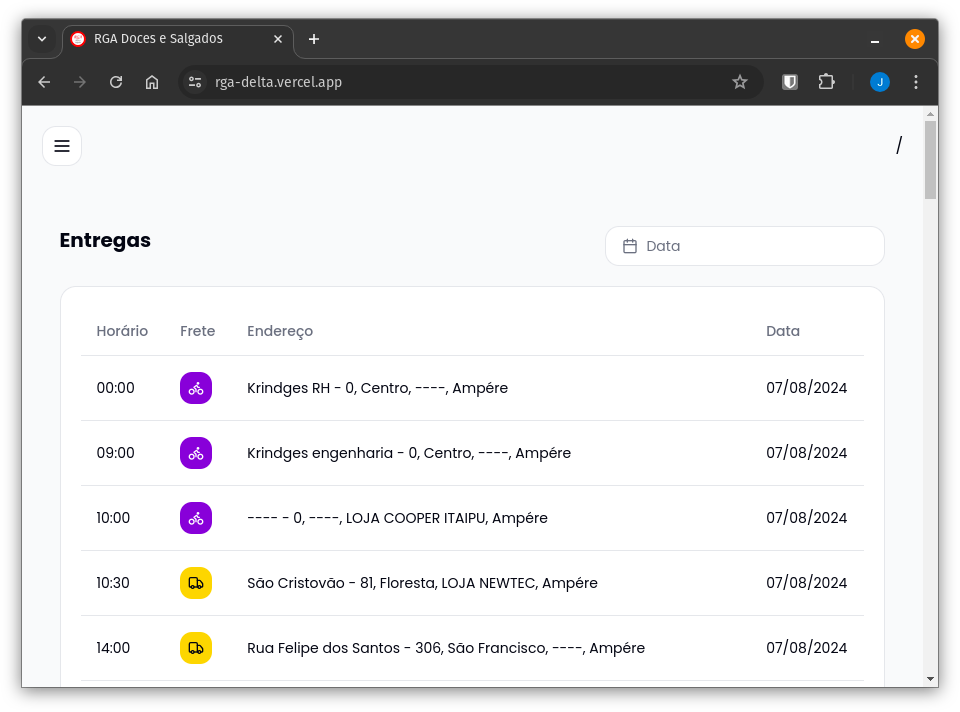 RGA Doces e Salgados
rga-delta.vercel.app
J
/
Entregas
Data
Horário Frete Endereço Data
00:00 Krindges RH - 0, Centro, ----, Ampére 07/08/2024
09:00 Krindges engenharia - 0, Centro, ----, Ampére 07/08/2024
10:00 ---- - 0, ----, LOJA COOPER ITAIPU, Ampére 07/08/2024
10:30 São Cristovão - 81, Floresta, LOJA NEWTEC, Ampére 07/08/2024
14:00 Rua Felipe dos Santos - 306, São Francisco, ----, Ampére 07/08/2024